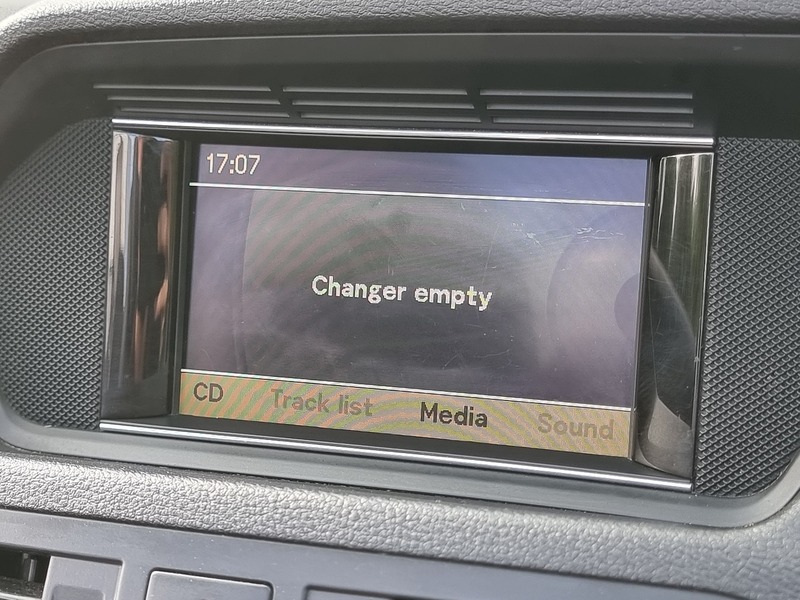 17:07
Changer empty
CD Track list Media Sound